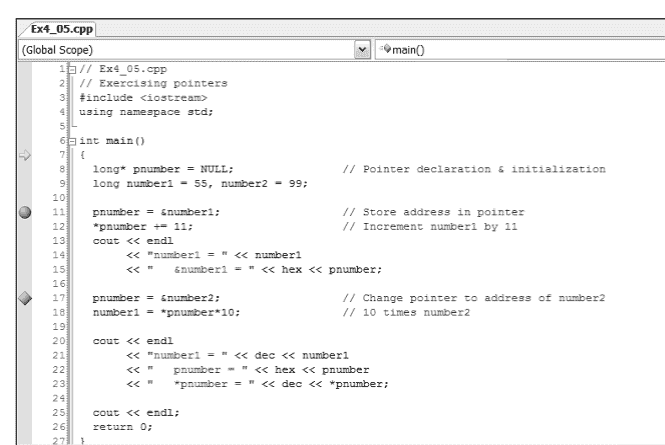 Ex4_05.cpp
(Global Scope) main()
1 // Ex4_05.cpp
2 // Exercising pointers
3 #include <iostream>
4 using namespace std;
5
6 int main()
7 {
8 long* pnumber = NULL; // Pointer declaration & initialization
9 long number1 = 55, number2 = 99;
10
11 pnumber = &number1; // Store address in pointer
12 *pnumber += 11; // Increment number1 by 11
13 cout << endl
14 << "number1 = " << number1
15 << "   &number1 = " << hex << pnumber;
16
17 pnumber = &number2; // Change pointer to address of number2
18 number1 = *pnumber*10; // 10 times number2
19
20 cout << endl
21 << "number1 = " << dec << number1
22 << "   pnumber = " << hex << pnumber
23 << "   *pnumber = " << dec << *pnumber;
24
25 cout << endl;
26 return 0;
27 }